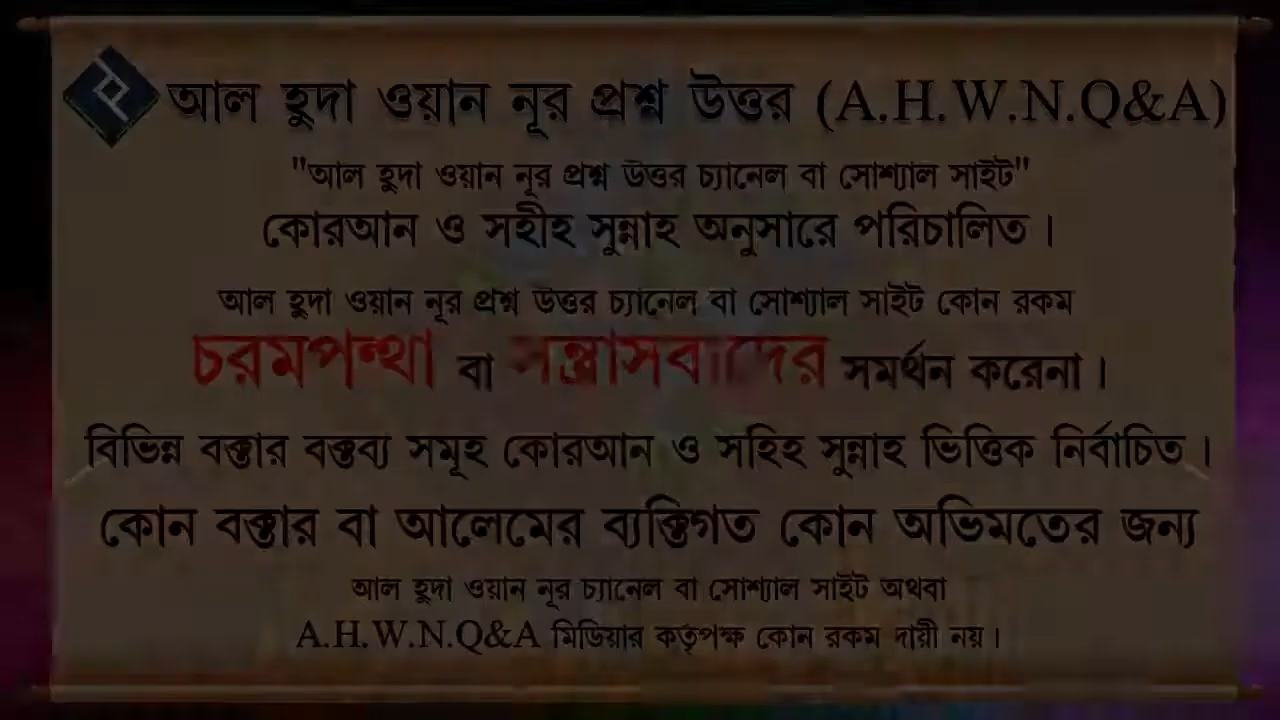 আল হুদা ওয়ান নূর প্রশ্ন উত্তর (A.H.W.N.Q&A)
"আল হুদা ওয়ান নূর প্রশ্ন উত্তর চ্যানেল বা সোশ্যাল সাইট"
কোরআন ও সহীহ সুন্নাহ অনুসারে পরিচালিত।
আল হুদা ওয়ান নূর প্রশ্ন উত্তর চ্যানেল বা সোশ্যাল সাইট কোন রকম
চরমপন্থা বা সন্ত্রাসবাদের সমর্থন করেনা।
বিভিন্ন বক্তার বক্তব্য সমূহ কোরআন ও সহিহ সুন্নাহ ভিত্তিক নির্বাচিত।
কোন বক্তার বা আলেমের ব্যক্তিগত কোন অভিমতের জন্য
আল হুদা ওয়ান নূর চ্যানেল বা সোশ্যাল সাইট অথবা
A.H.W.N.Q&A মিডিয়ার কর্তৃপক্ষ কোন রকম দায়ী নয়।